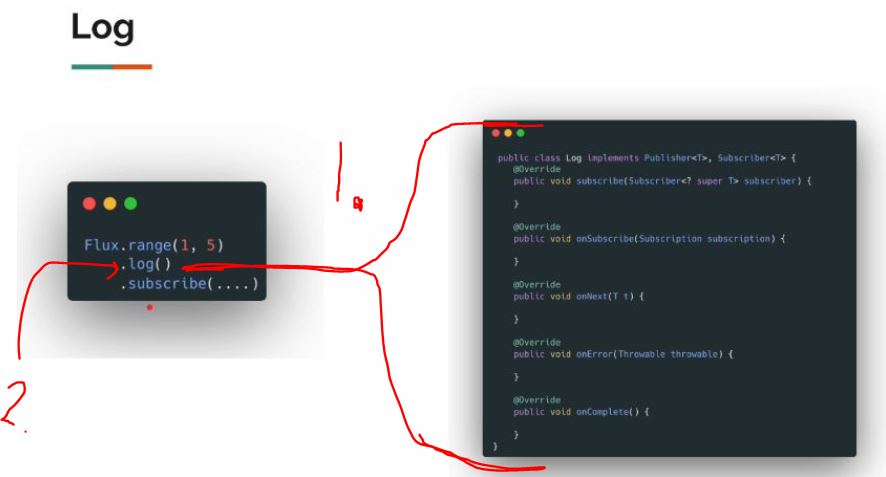 Log
1.
Flux.range(1, 5)
.log()
.subscribe(....)
2.
public class Log implements Publisher<T>, Subscriber<T> {
@Override
public void subscribe(Subscriber<? super T> subscriber) {
}
@Override
public void onSubscribe(Subscription subscription) {
}
@Override
public void onNext(T t) {
}
@Override
public void onError(Throwable throwable) {
}
@Override
public void onComplete() {
}
}